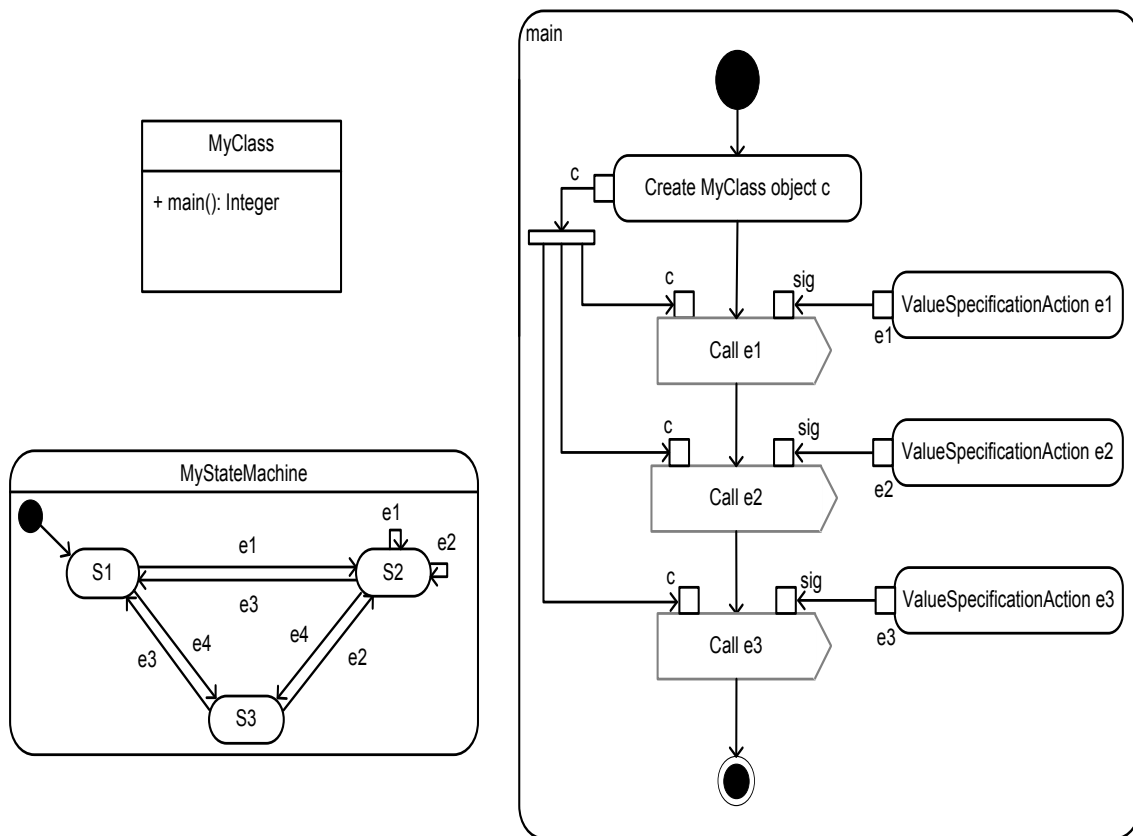 main
MyClass
+ main(): Integer
c
Create MyClass object c
c
sig
ValueSpecificationAction e1
e1
Call e1
c
sig
ValueSpecificationAction e2
e2
Call e2
c
sig
ValueSpecificationAction e3
e3
Call e3
MyStateMachine
e1
e1
e2
S1
S2
e3
e4
e4
e3
e2
S3